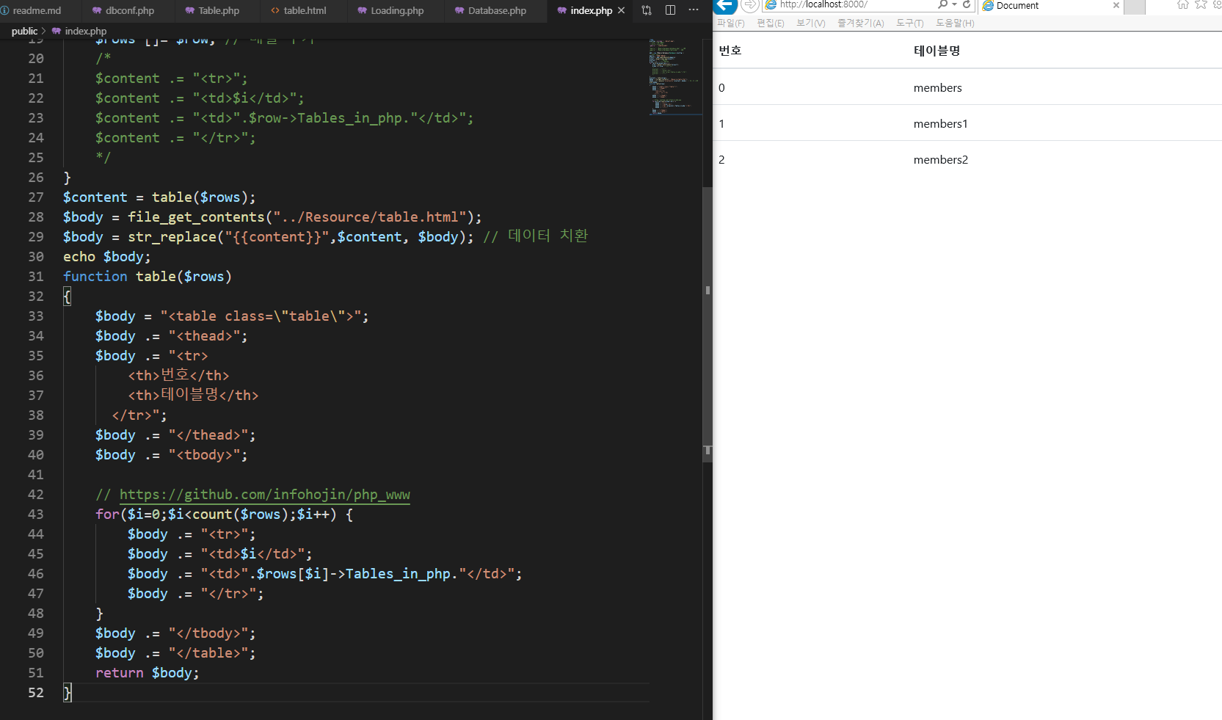 readme.md dbconf.php Table.php table.html Loading.php Database.php index.php
public > index.php
19 $rows []= $row; //
20 /*
21 $content .= "<tr>";
22 $content .= "<td>$i</td>";
23 $content .= "<td>".$row->Tables_in_php."</td>";
24 $content .= "</tr>";
25 */
26 }
27 $content = table($rows);
28 $body = file_get_contents("../Resource/table.html");
29 $body = str_replace("{{content}}",$content, $body); // 데이터 치환
30 echo $body;
31 function table($rows)
32 {
33 $body = "<table class=\"table\">";
34 $body .= "<thead>";
35 $body .= "<tr>
36 <th>번호</th>
37 <th>테이블명</th>
38 </tr>";
39 $body .= "</thead>";
40 $body .= "<tbody>";
41
42 // https://github.com/infohojin/php_www
43 for($i=0;$i<count($rows);$i++) {
44 $body .= "<tr>";
45 $body .= "<td>$i</td>";
46 $body .= "<td>".$rows[$i]->Tables_in_php."</td>";
47 $body .= "</tr>";
48 }
49 $body .= "</tbody>";
50 $body .= "</table>";
51 return $body;
52 }
http://localhost:8000/ Document
파일(F) 편집(E) 보기(V) 즐겨찾기(A) 도구(T) 도움말(H)
번호 테이블명
0 members
1 members1
2 members2